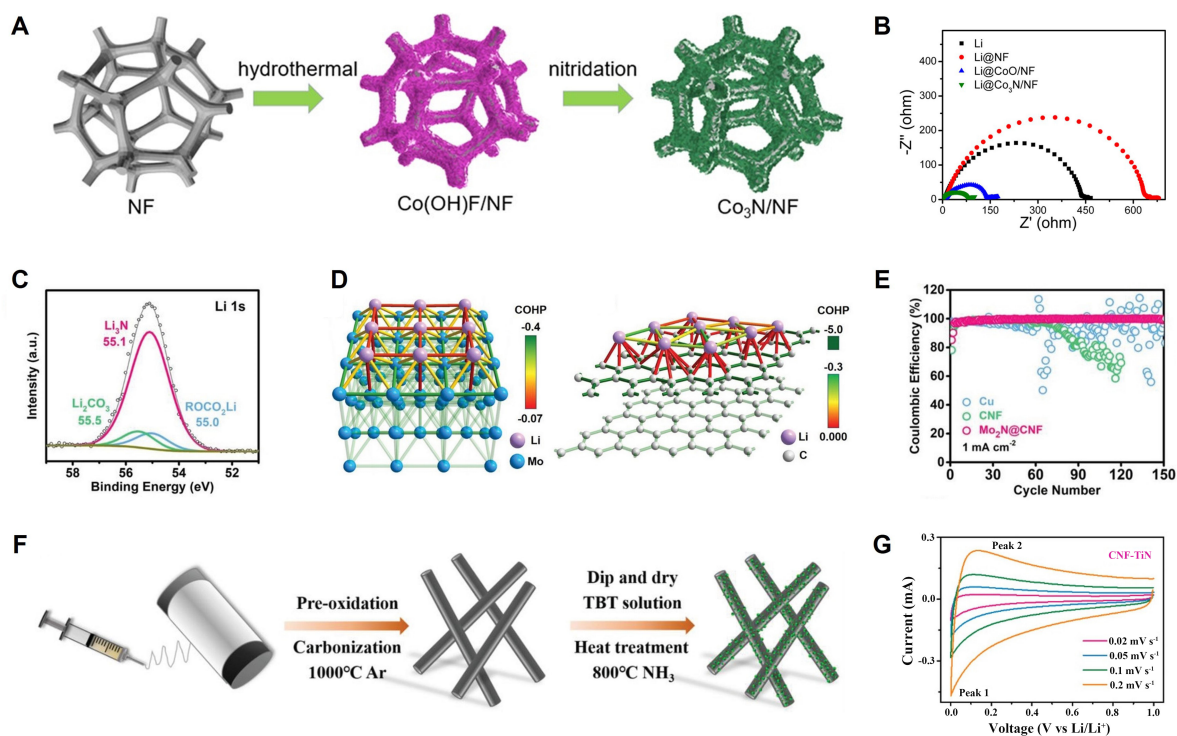 A
hydrothermal
nitridation
NF
Co(OH)F/NF
Co₃N/NF
B
-Z'' (ohm)
400
300
200
100
0
Li
Li@NF
Li@CoO/NF
Li@Co₃N/NF
0 150 300 450 600
Z' (ohm)
C
Li 1s
Li₃N
55.1
Li₂CO₃
55.5
ROCO₂Li
55.0
Intensity (a.u.)
58 56 54 52
Binding Energy (eV)
D
COHP
-0.4
-0.07
Li
Mo
COHP
-5.0
-0.3
0.000
Li
C
E
Coulombic Efficiency (%)
120
100
80
60
40
20
0
Cu
CNF
Mo₂N@CNF
1 mA cm⁻²
0 30 60 90 120 150
Cycle Number
F
Pre-oxidation
Carbonization
1000°C Ar
Dip and dry
TBT solution
Heat treatment
800°C NH₃
G
Current (mA)
0.3
0.0
-0.3
Peak 2
CNF-TiN
Peak 1
0.02 mV s⁻¹
0.05 mV s⁻¹
0.1 mV s⁻¹
0.2 mV s⁻¹
0.0 0.2 0.4 0.6 0.8 1.0
Voltage (V vs Li/Li⁺)